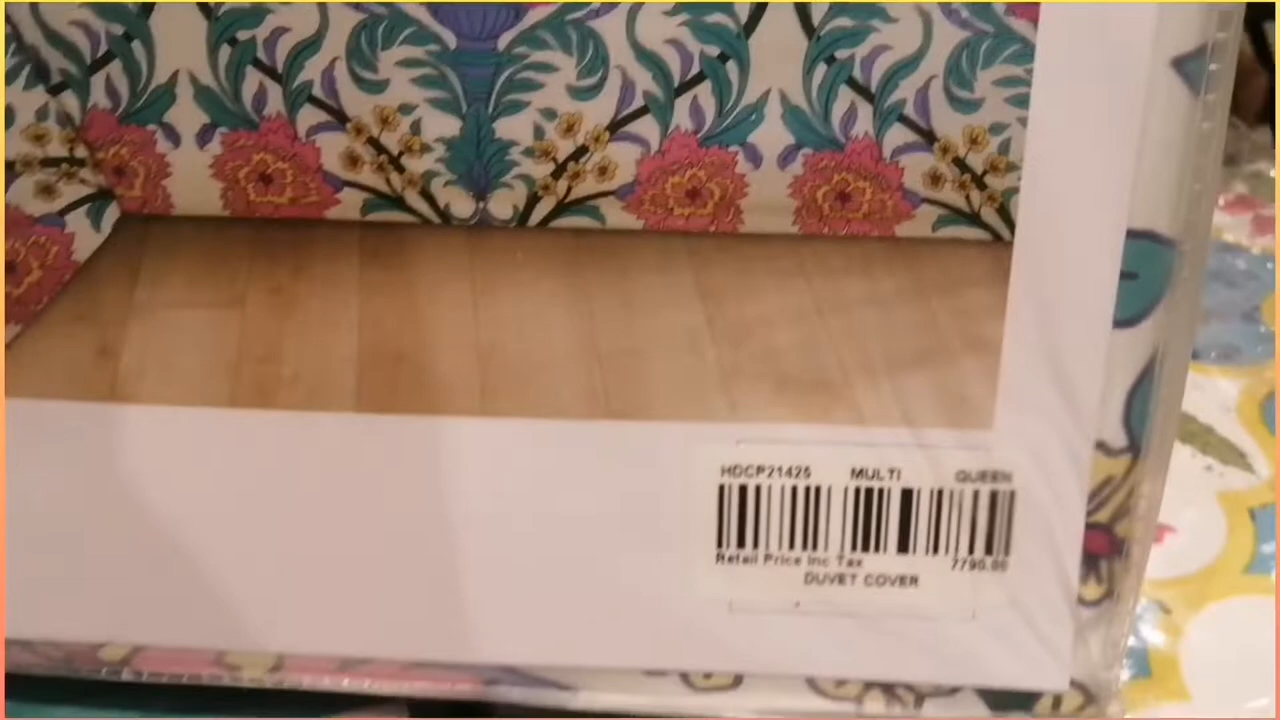 HDCP21425 MULTI QUEEN
Retail Price Inc Tax 7790.00
DUVET COVER